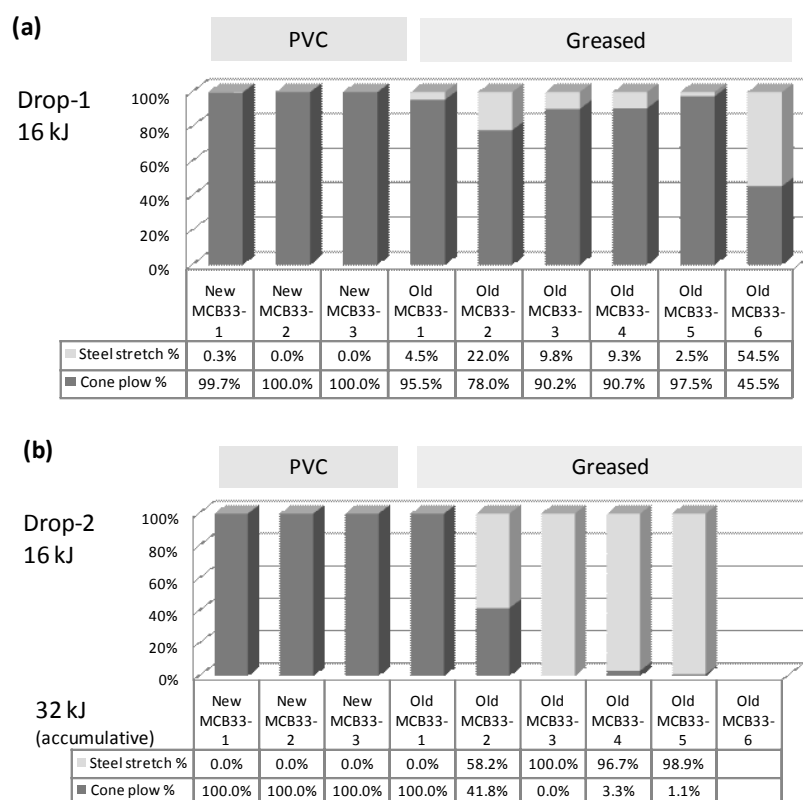 (a)
PVC Greased
Drop-1
16 kJ
100%
80%
60%
40%
20%
0%
New MCB33-1 New MCB33-2 New MCB33-3 Old MCB33-1 Old MCB33-2 Old MCB33-3 Old MCB33-4 Old MCB33-5 Old MCB33-6
Steel stretch % 0.3% 0.0% 0.0% 4.5% 22.0% 9.8% 9.3% 2.5% 54.5%
Cone plow % 99.7% 100.0% 100.0% 95.5% 78.0% 90.2% 90.7% 97.5% 45.5%
(b)
PVC Greased
Drop-2
16 kJ
100%
80%
60%
40%
20%
0%
32 kJ
(accumulative)
New MCB33-1 New MCB33-2 New MCB33-3 Old MCB33-1 Old MCB33-2 Old MCB33-3 Old MCB33-4 Old MCB33-5 Old MCB33-6
Steel stretch % 0.0% 0.0% 0.0% 0.0% 58.2% 100.0% 96.7% 98.9%
Cone plow % 100.0% 100.0% 100.0% 100.0% 41.8% 0.0% 3.3% 1.1%